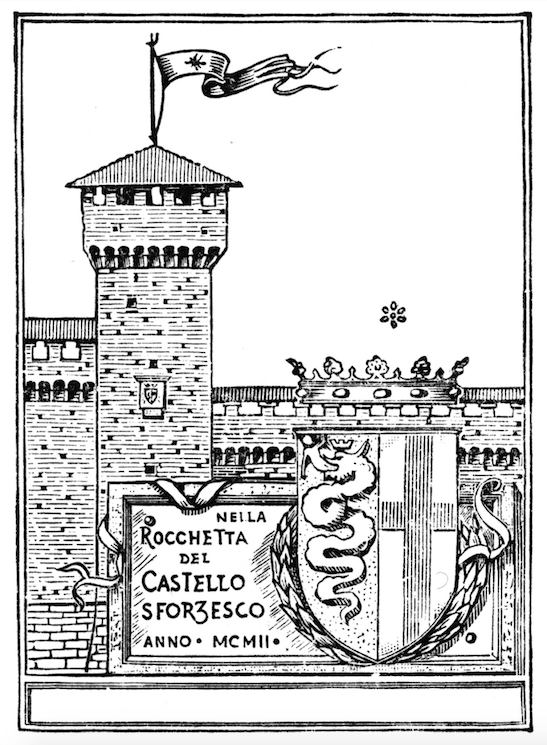 NELLA
ROCCHETTA
DEL
CASTELLO
SFORZESCO
ANNO • MCMII •